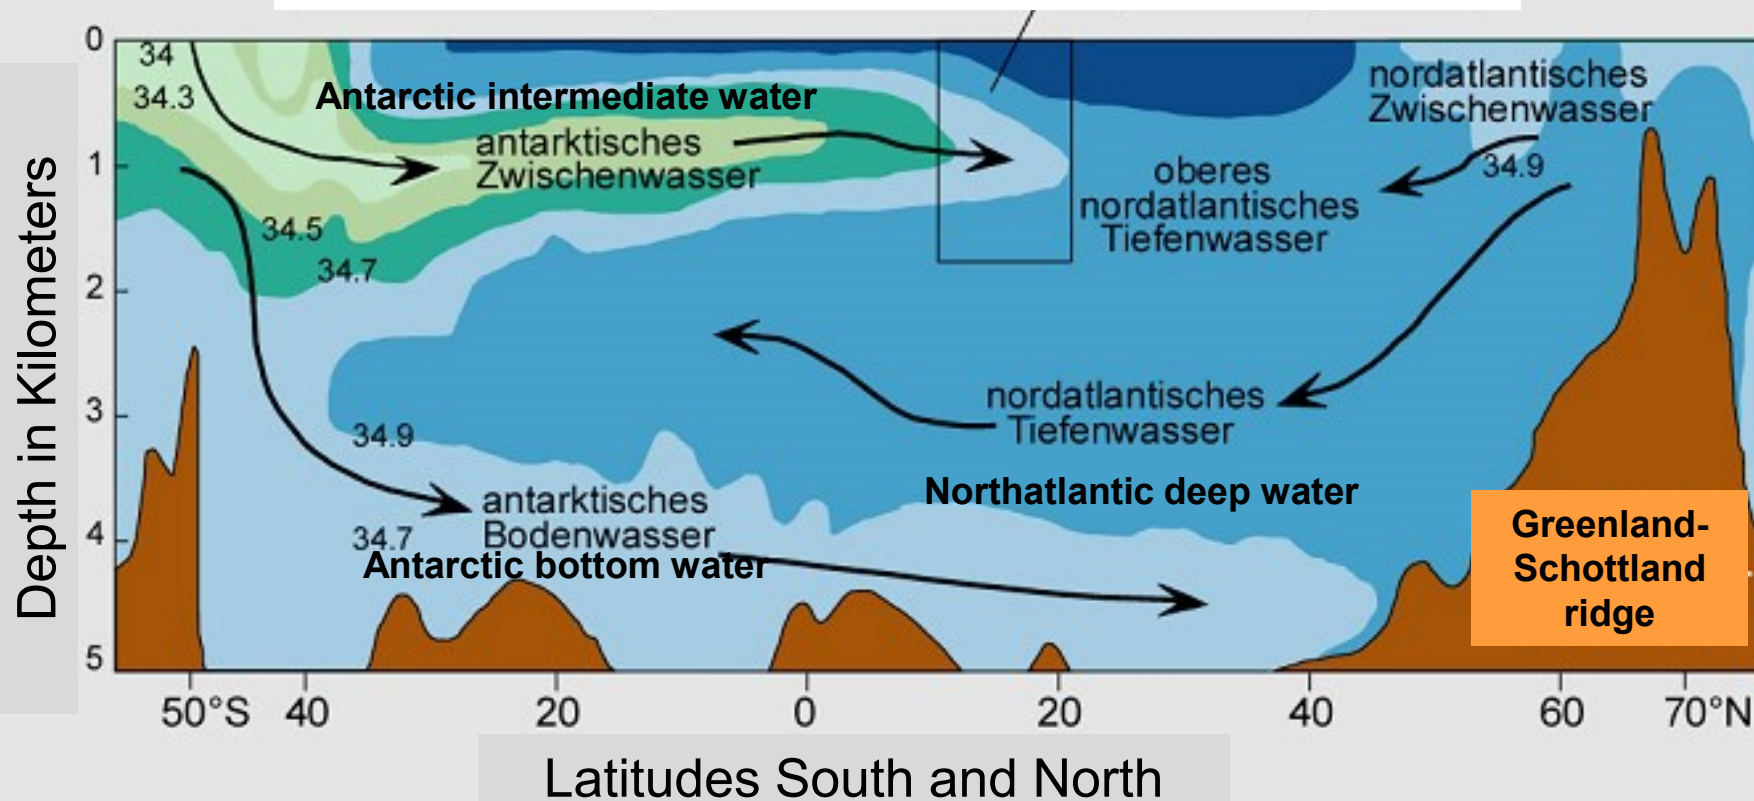 0
34
34.3
Antarctic intermediate water
nordatlantisches
Zwischenwasser
antarktisches
Zwischenwasser
1
oberes
nordatlantisches
Tiefenwasser
34.9
34.5
34.7
2
Depth in Kilometers
nordatlantisches
Tiefenwasser
3
34.9
Northatlantic deep water
antarktisches
Bodenwasser
4
34.7
Antarctic bottom water
Greenland-
Schottland
ridge
5
50°S 40 20 0 20 40 60 70°N
Latitudes South and North